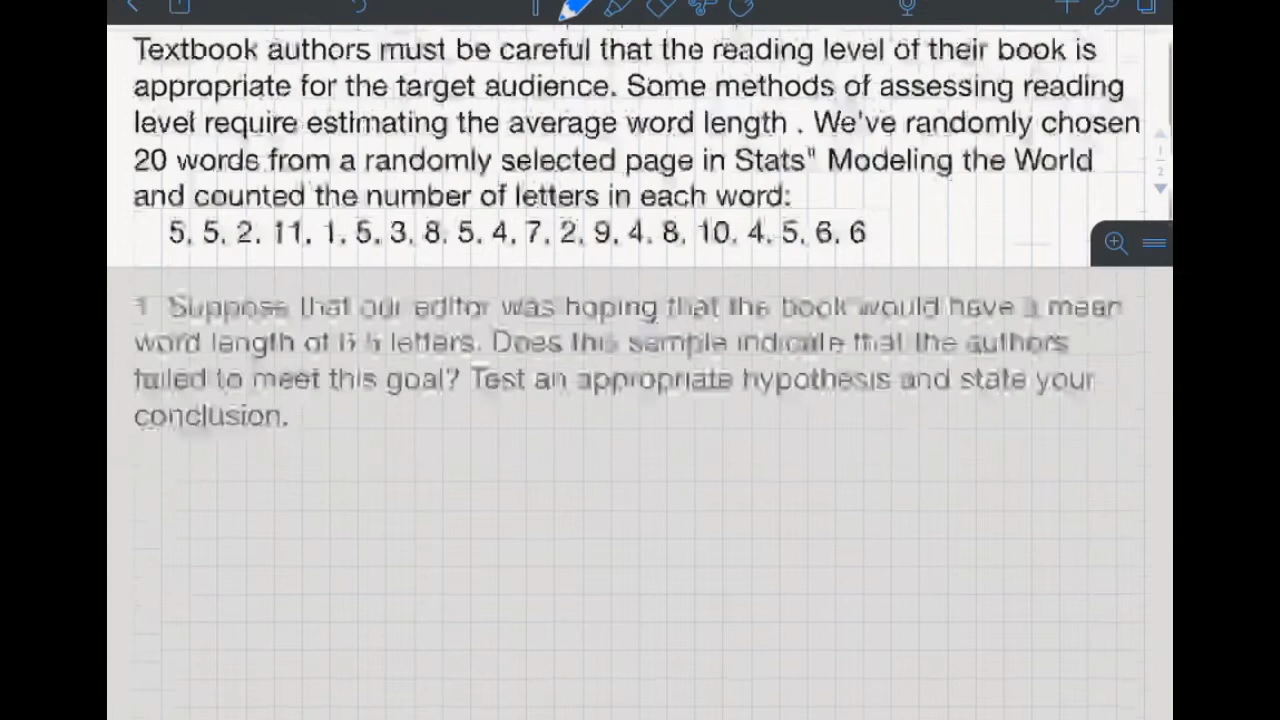 Textbook authors must be careful that the reading level of their book is
appropriate for the target audience. Some methods of assessing reading
level require estimating the average word length . We've randomly chosen
20 words from a randomly selected page in Stats" Modeling the World
and counted the number of letters in each word:
5, 5, 2, 11, 1, 5, 3, 8, 5, 4, 7, 2, 9, 4, 8, 10, 4, 5, 6, 6
1 Suppose that our editor was hoping that the book would have a mean
word length of letters. Does this sample indicate that the authors
failed to meet this goal? Test an appropriate hypothesis and state your
conclusion.
1
2